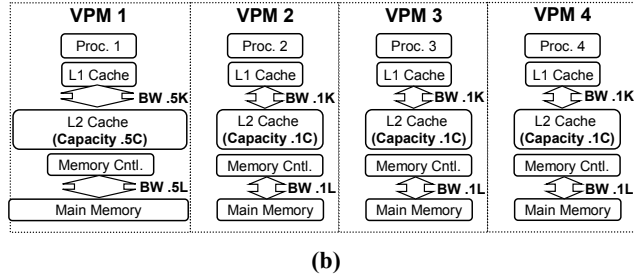 VPM 1
Proc. 1
L1 Cache
BW .5K
L2 Cache
(Capacity .5C)
Memory Cntl.
BW .5L
Main Memory
VPM 2
Proc. 2
L1 Cache
BW .1K
L2 Cache
(Capacity .1C)
Memory Cntl.
BW .1L
Main Memory
VPM 3
Proc. 3
L1 Cache
BW .1K
L2 Cache
(Capacity .1C)
Memory Cntl.
BW .1L
Main Memory
VPM 4
Proc. 4
L1 Cache
BW .1K
L2 Cache
(Capacity .1C)
Memory Cntl.
BW .1L
Main Memory
(b)